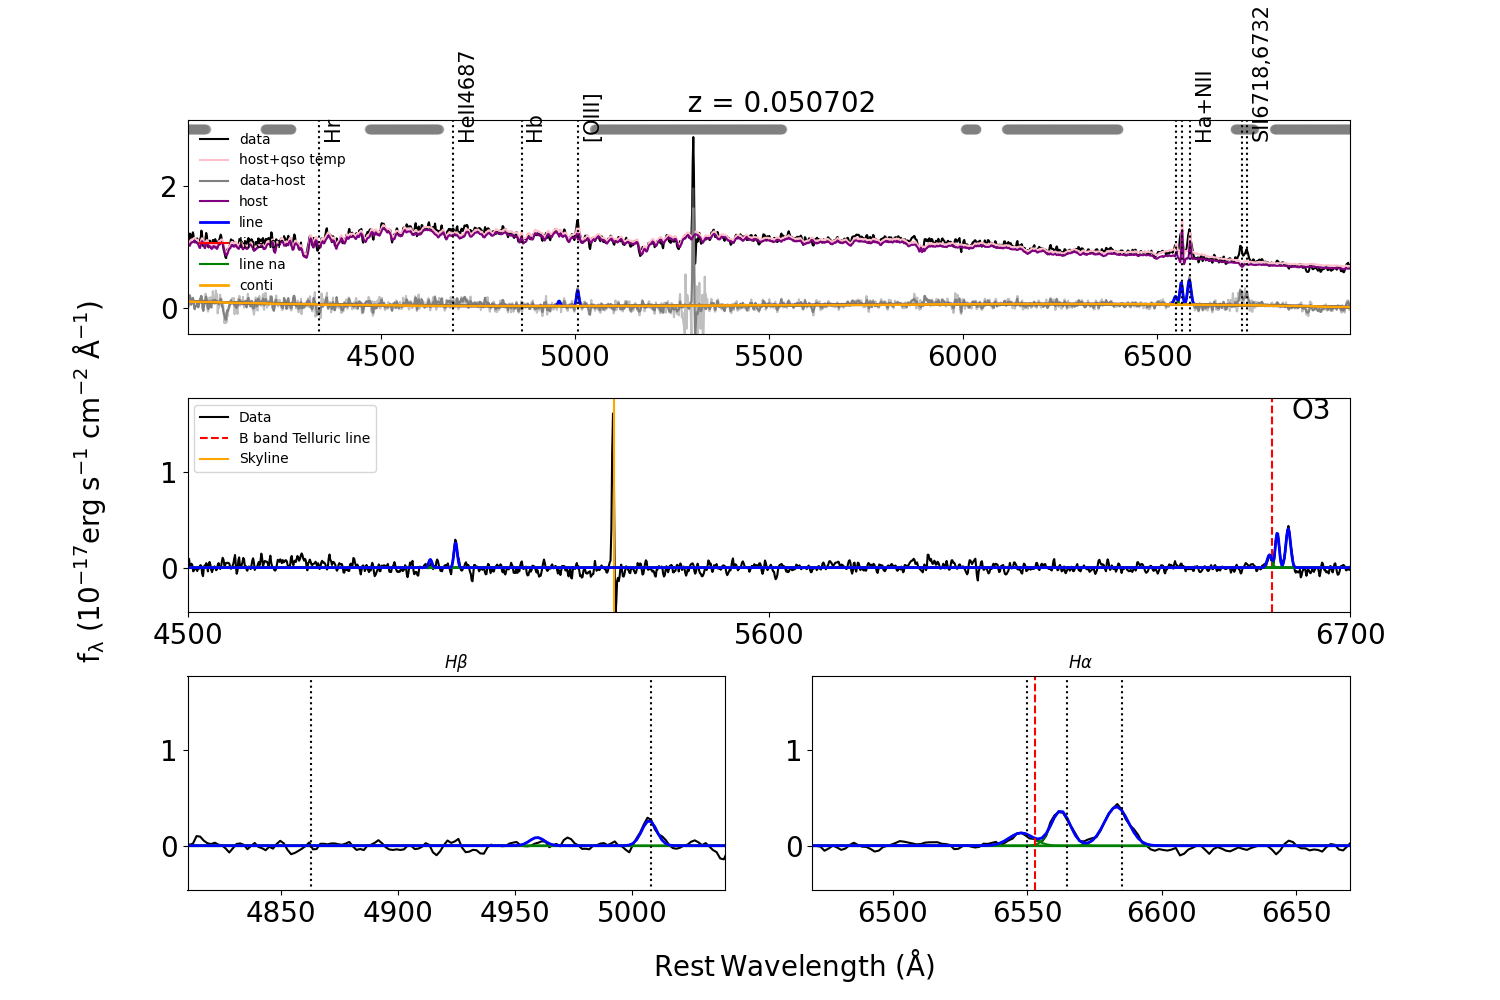 z = 0.050702
Hr
HeII4687
Hb
[OIII]
Ha+NII
SII6718,6732
data
host+qso temp
data-host
host
line
line na
conti
2
0
4500 5000 5500 6000 6500
fλ (10⁻¹⁷erg s⁻¹ cm⁻² Å⁻¹)
O3
Data
B band Telluric line
Skyline
1
0
4500 5600 6700
Hβ
1
0
4850 4900 4950 5000
Hα
1
0
6500 6550 6600 6650
Rest Wavelength (Å)